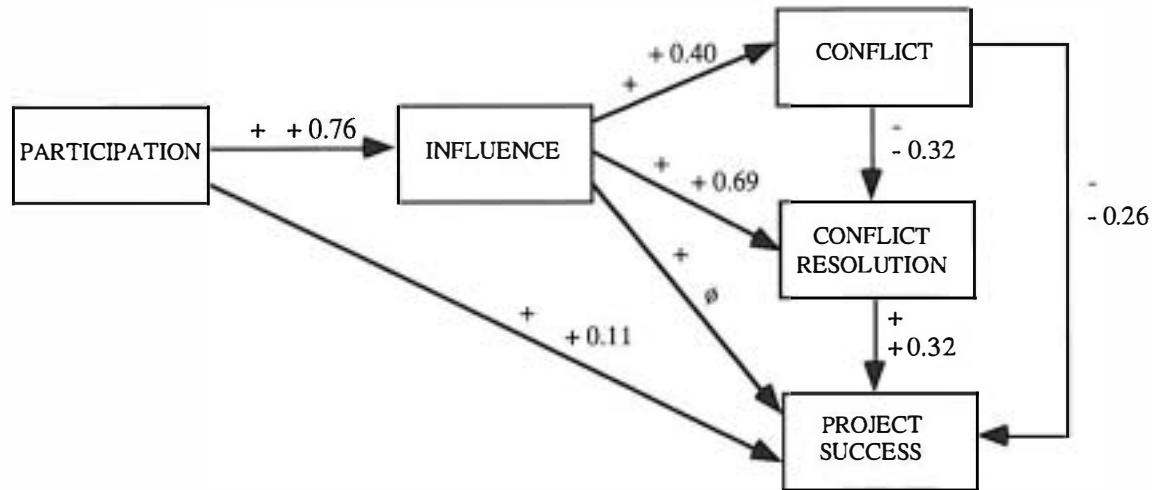 CONFLICT
+ + 0.40
PARTICIPATION
+ + 0.76
INFLUENCE
-
- 0.32
+ + 0.69
-
- 0.26
CONFLICT
RESOLUTION
+
ø
+
+ 0.32
+ + 0.11
PROJECT
SUCCESS